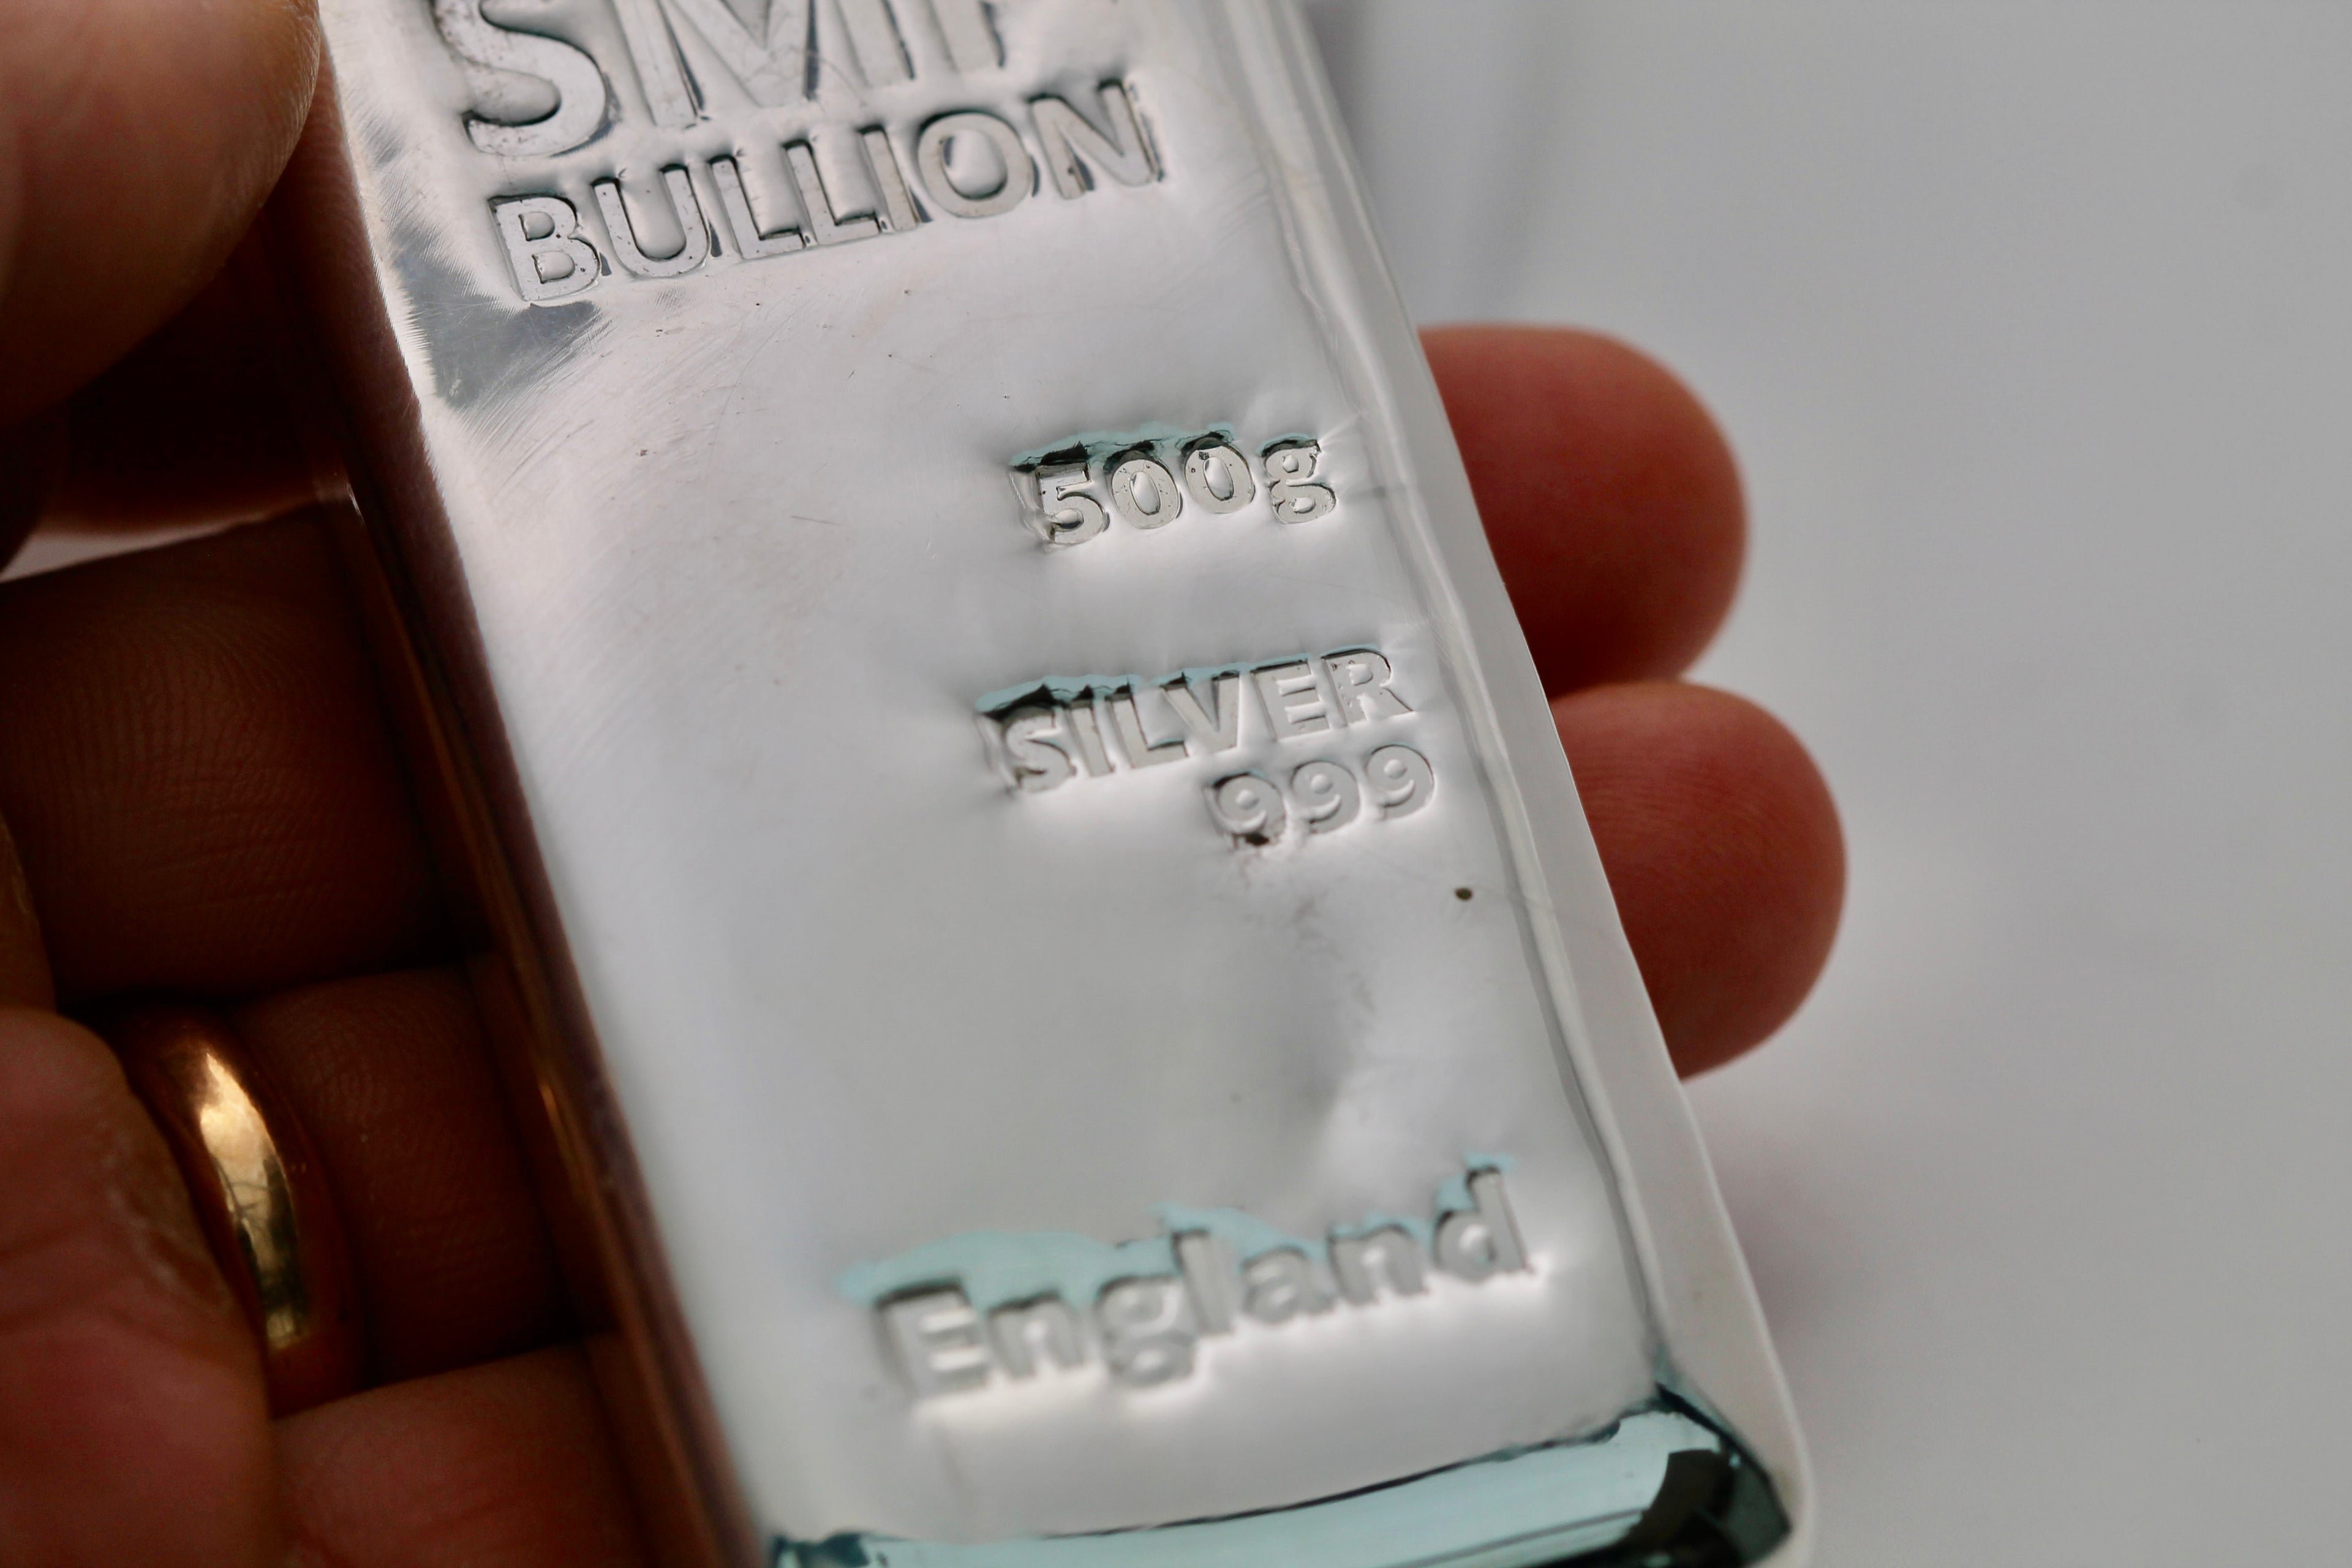 BULLION
500g
SILVER
999
England